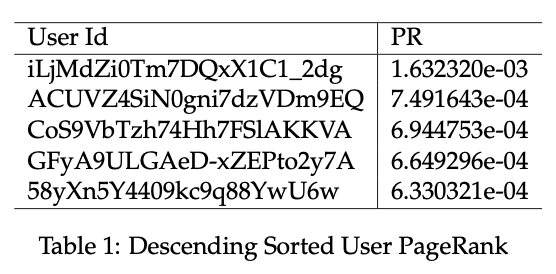 User Id PR
iLjMdZi0Tm7DQxX1C1_2dg 1.632320e-03
ACUVZ4SiN0gni7dzVDm9EQ 7.491643e-04
CoS9VbTzh74Hh7FSlAKKVA 6.944753e-04
GFyA9ULGAeD-xZEPto2y7A 6.649296e-04
58yXn5Y4409kc9q88YwU6w 6.330321e-04
Table 1: Descending Sorted User PageRank